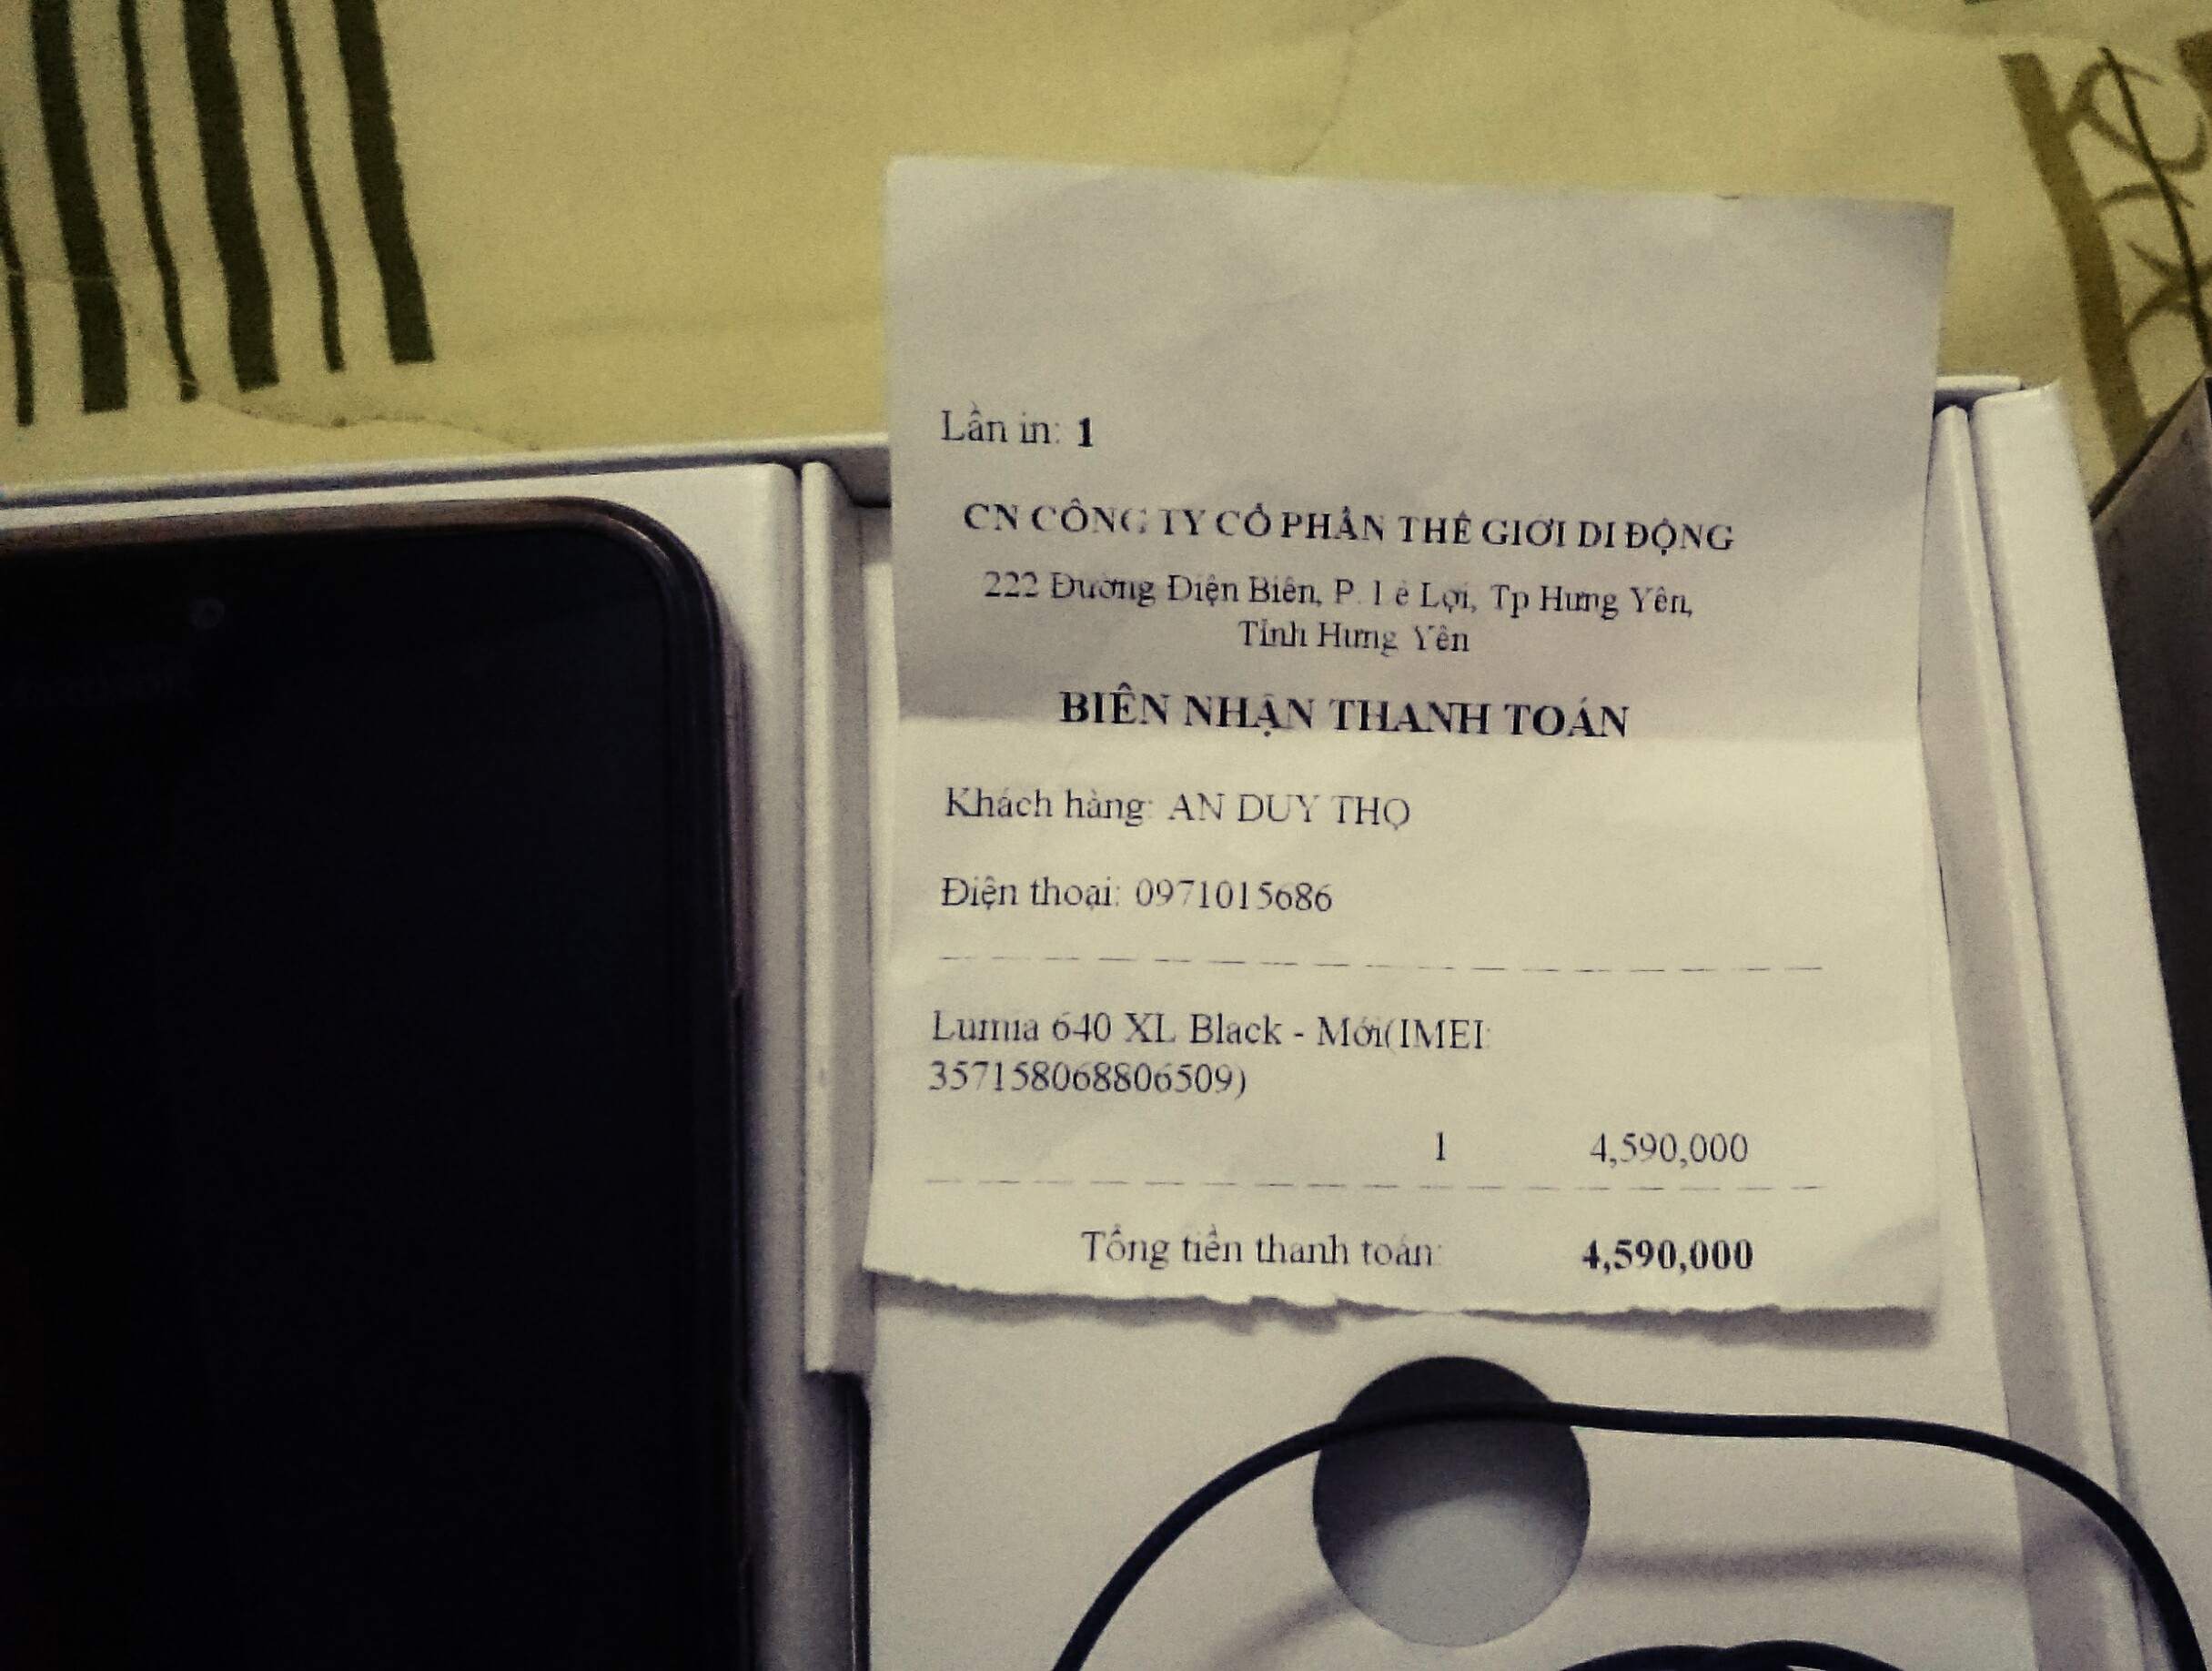 Lần in: 1
CN CÔNG TY CỔ PHẦN THẾ GIỚI DI ĐỘNG
222 Đường Điện Biên, P. Lê Lợi, Tp Hưng Yên,
Tỉnh Hưng Yên
BIÊN NHẬN THANH TOÁN
Khách hàng: AN DUY THỌ
Điện thoại: 0971015686
Lumia 640 XL Black - Mới(IMEI:
357158068806509)
1 4,590,000
Tổng tiền thanh toán: 4,590,000